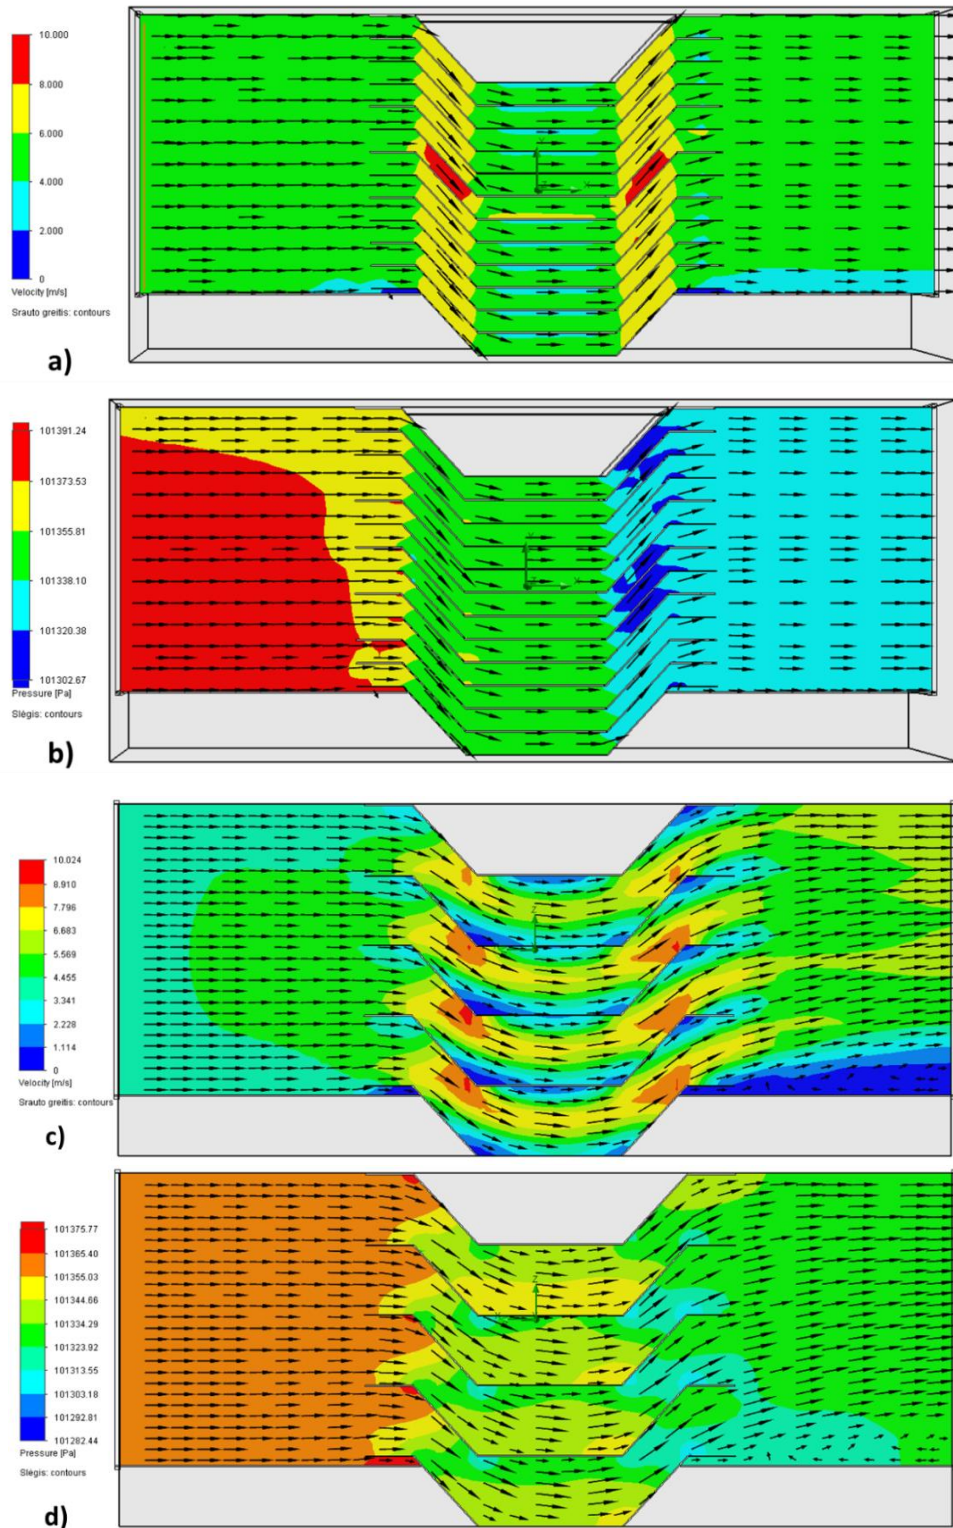 10.000
8.000
6.000
4.000
2.000
0
Velocity [m/s]
Srauto greitis: contours
a)
101391.24
101373.53
101355.81
101338.10
101320.38
101302.67
Pressure [Pa]
Slėgis: contours
b)
10.024
8.910
7.796
6.683
5.569
4.455
3.341
2.228
1.114
0
Velocity [m/s]
Srauto greitis: contours
c)
101375.77
101365.40
101355.03
101344.66
101334.29
101323.92
101313.55
101303.18
101292.81
101282.44
Pressure [Pa]
Slėgis: contours
d)